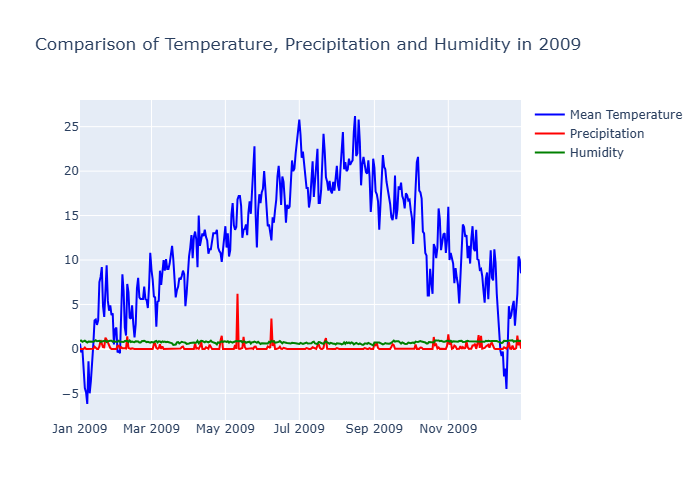 Comparison of Temperature, Precipitation and Humidity in 2009
Mean Temperature
Precipitation
Humidity
25
20
15
10
5
0
−5
Jan 2009 Mar 2009 May 2009 Jul 2009 Sep 2009 Nov 2009